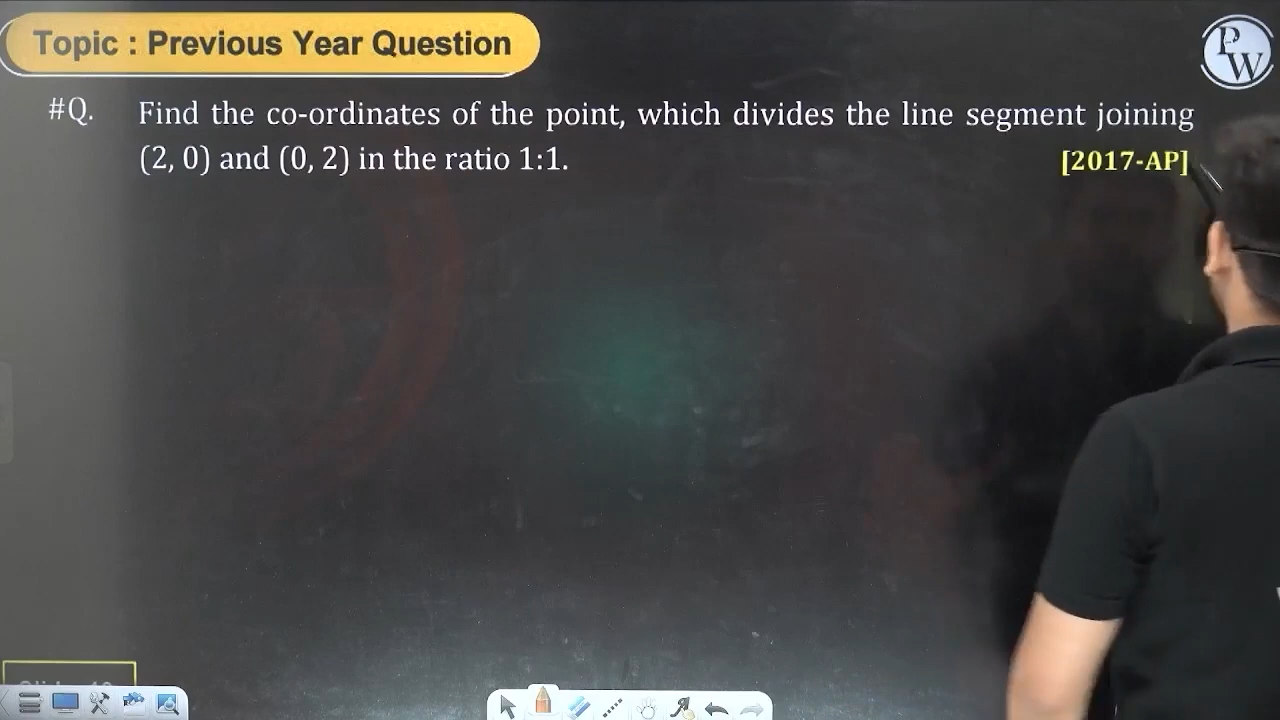 Topic : Previous Year Question
PW
#Q. Find the co-ordinates of the point, which divides the line segment joining
(2, 0) and (0, 2) in the ratio 1:1. [2017-AP]